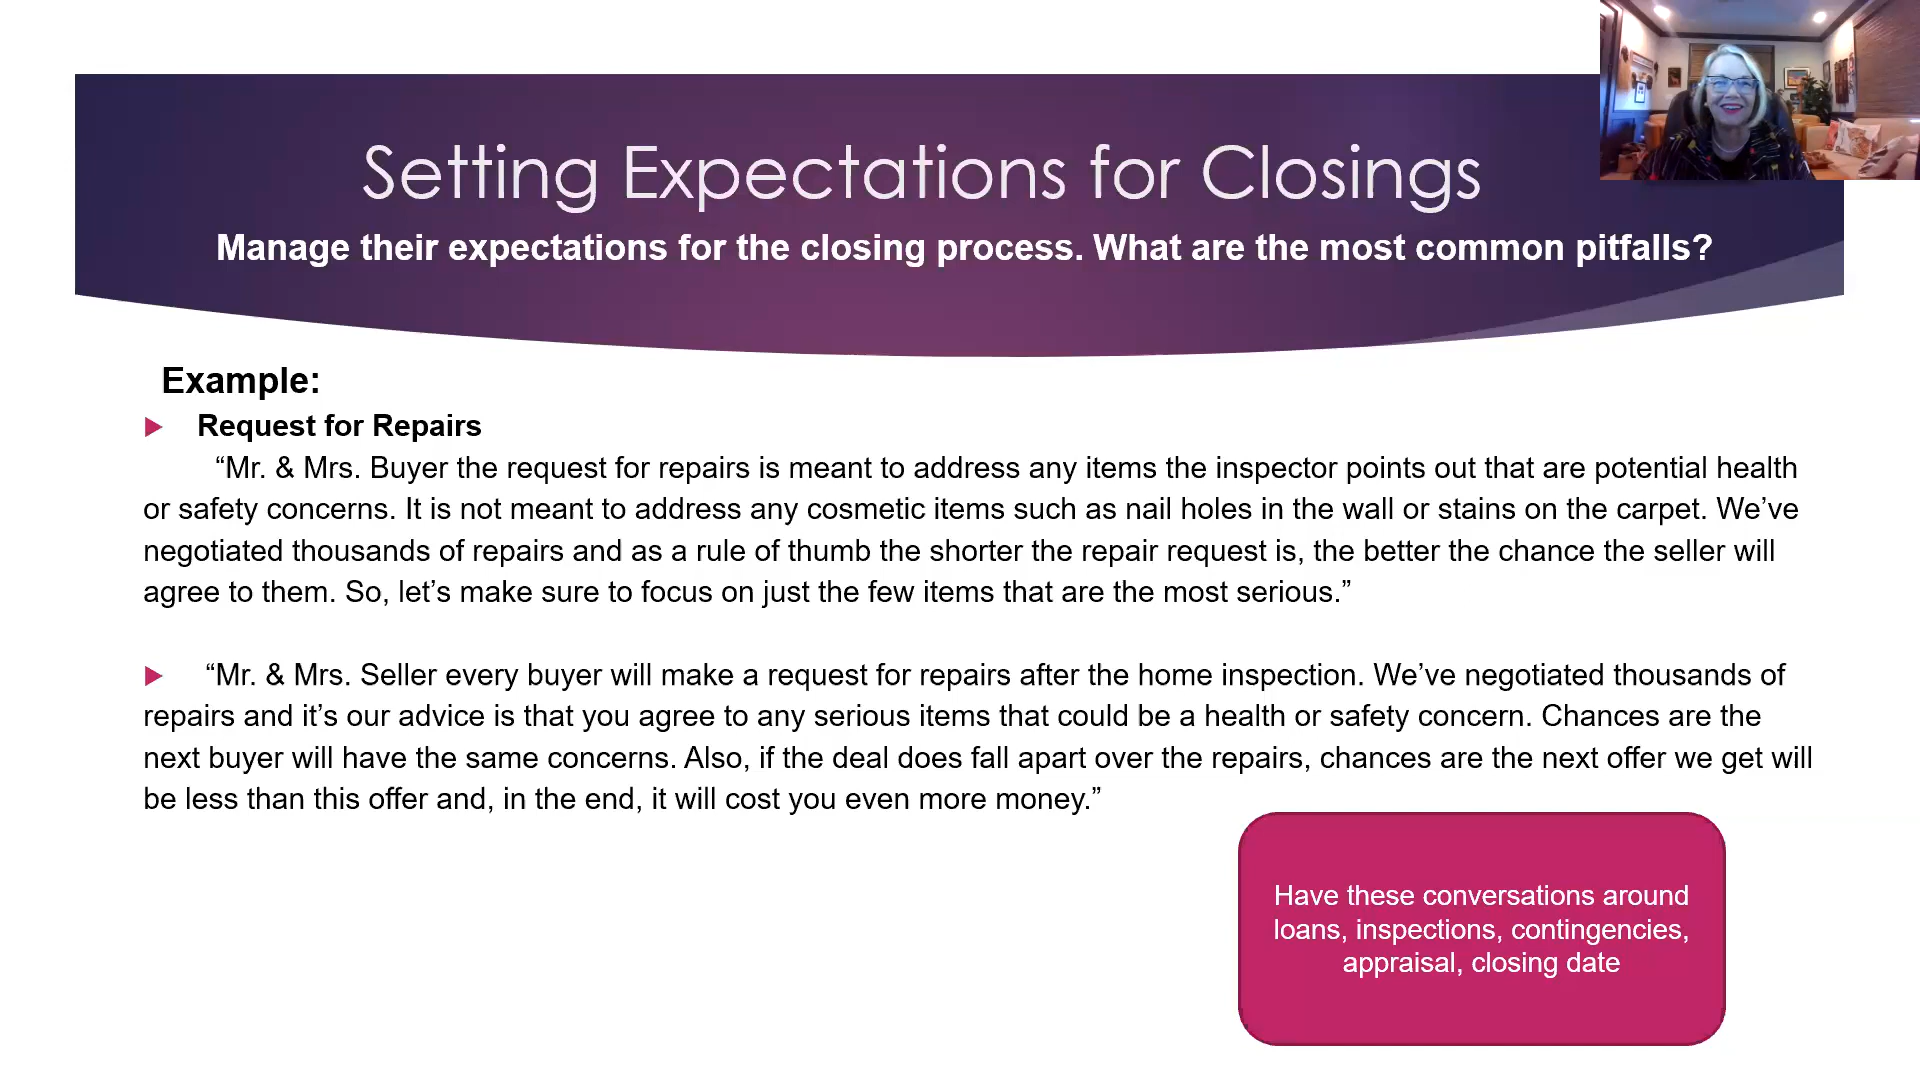 Setting Expectations for Closings
Manage their expectations for the closing process. What are the most common pitfalls?
Example:
Request for Repairs
“Mr. & Mrs. Buyer the request for repairs is meant to address any items the inspector points out that are potential health
or safety concerns. It is not meant to address any cosmetic items such as nail holes in the wall or stains on the carpet. We’ve
negotiated thousands of repairs and as a rule of thumb the shorter the repair request is, the better the chance the seller will
agree to them. So, let’s make sure to focus on just the few items that are the most serious.”
“Mr. & Mrs. Seller every buyer will make a request for repairs after the home inspection. We’ve negotiated thousands of
repairs and it’s our advice is that you agree to any serious items that could be a health or safety concern. Chances are the
next buyer will have the same concerns. Also, if the deal does fall apart over the repairs, chances are the next offer we get will
be less than this offer and, in the end, it will cost you even more money.”
Have these conversations around
loans, inspections, contingencies,
appraisal, closing date